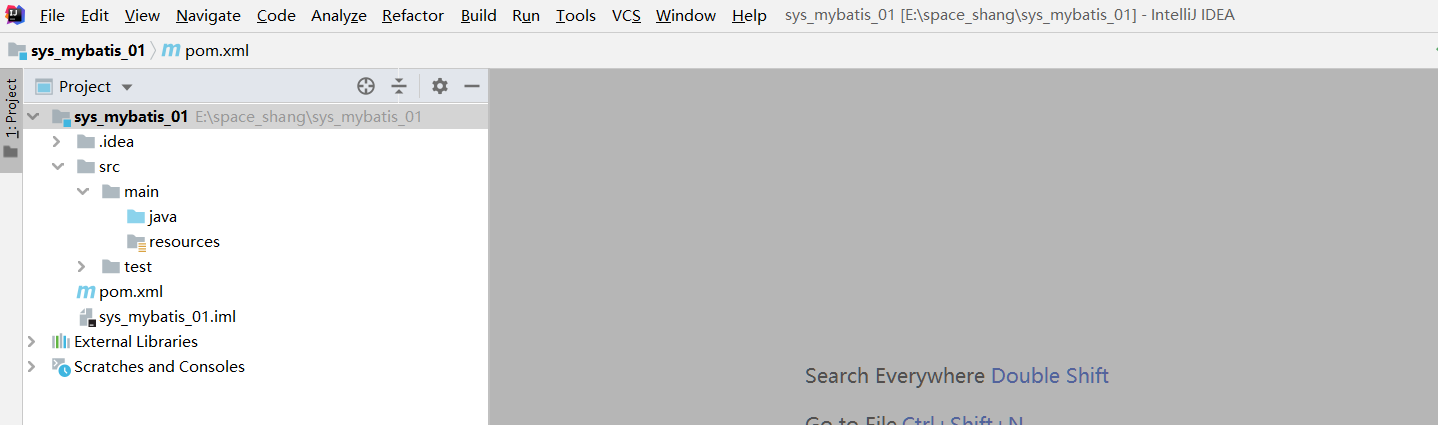 File Edit View Navigate Code Analyze Refactor Build Run Tools VCS Window Help sys_mybatis_01 [E:\space_shang\sys_mybatis_01] - IntelliJ IDEA
sys_mybatis_01 pom.xml
1: Project
Project
sys_mybatis_01 E:\space_shang\sys_mybatis_01
.idea
src
main
java
resources
test
pom.xml
sys_mybatis_01.iml
External Libraries
Scratches and Consoles
Search Everywhere Double Shift
Go to File Ctrl+Shift+N